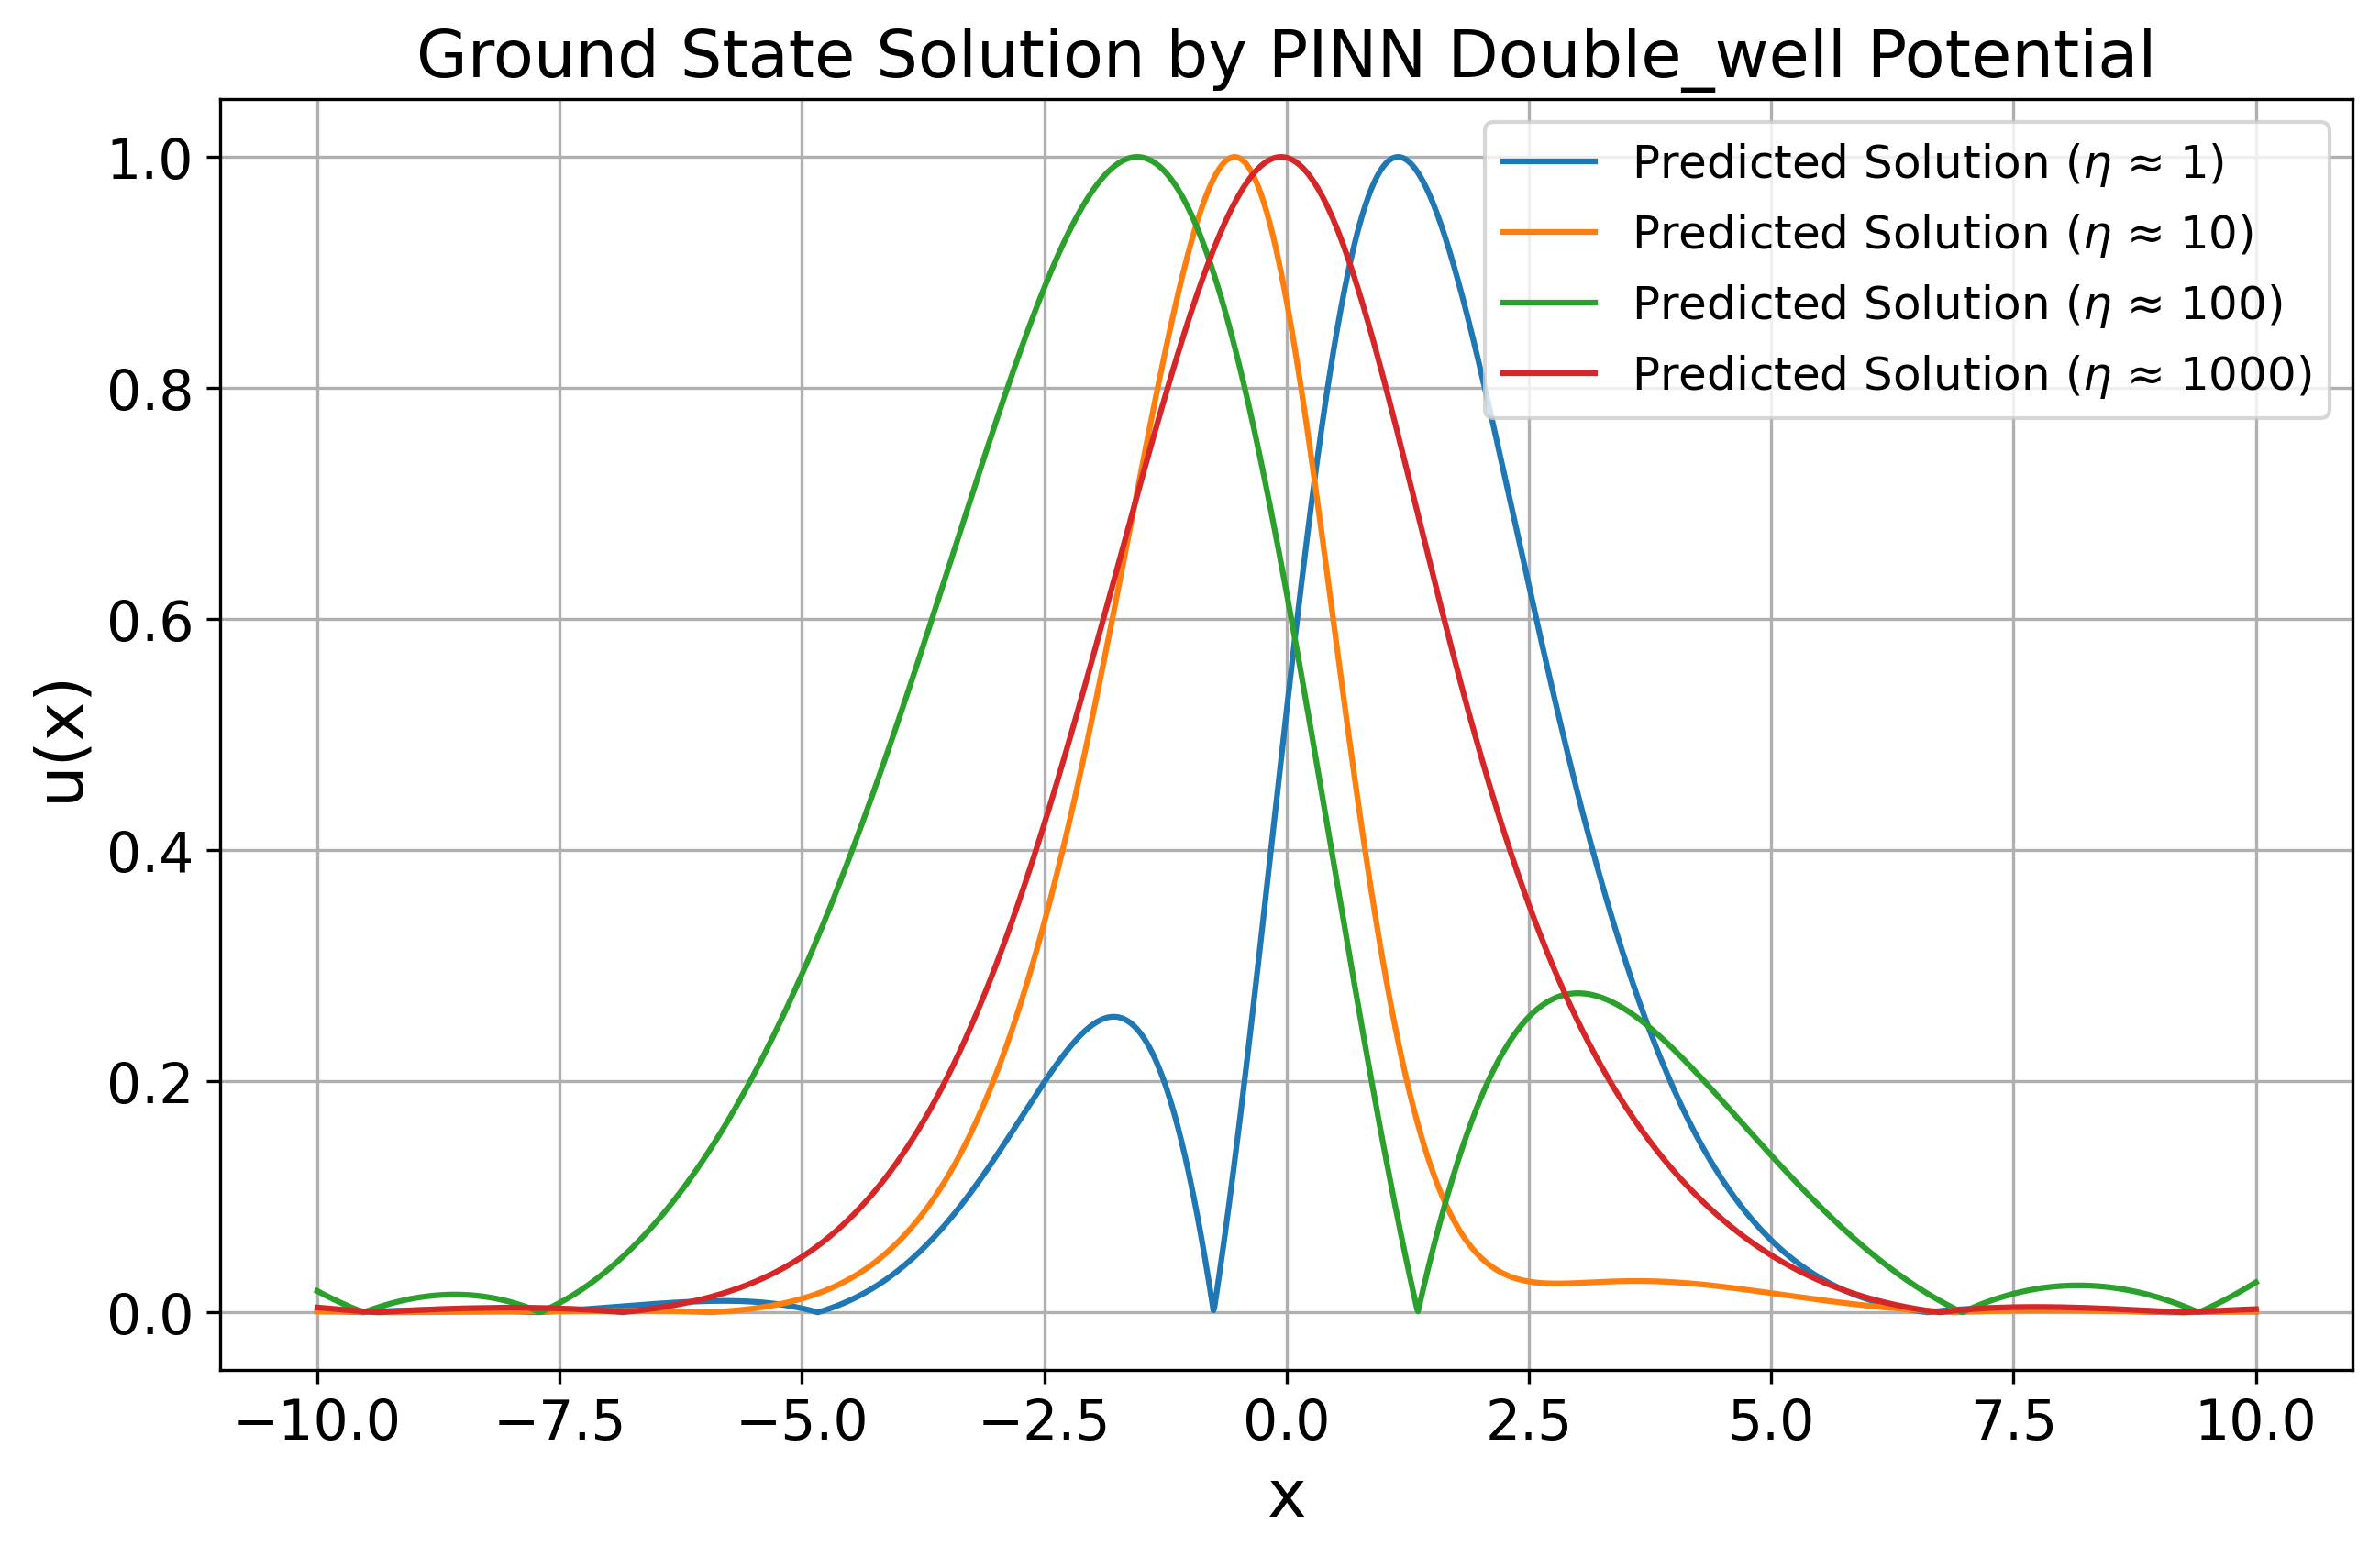 Ground State Solution by PINN Double_well Potential
Predicted Solution (η ≈ 1)
Predicted Solution (η ≈ 10)
Predicted Solution (η ≈ 100)
Predicted Solution (η ≈ 1000)
1.0
0.8
0.6
0.4
0.2
0.0
u(x)
−10.0 −7.5 −5.0 −2.5 0.0 2.5 5.0 7.5 10.0
x